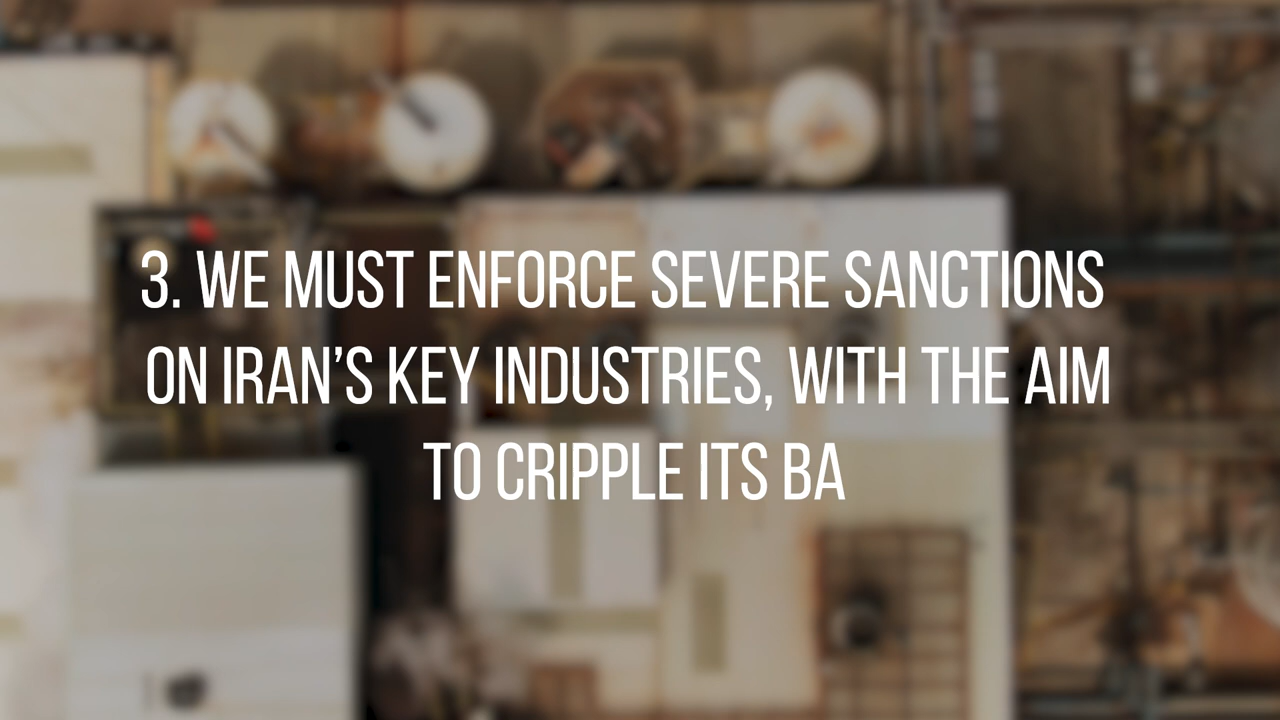 3. WE MUST ENFORCE SEVERE SANCTIONS
ON IRAN’S KEY INDUSTRIES, WITH THE AIM
TO CRIPPLE ITS BA